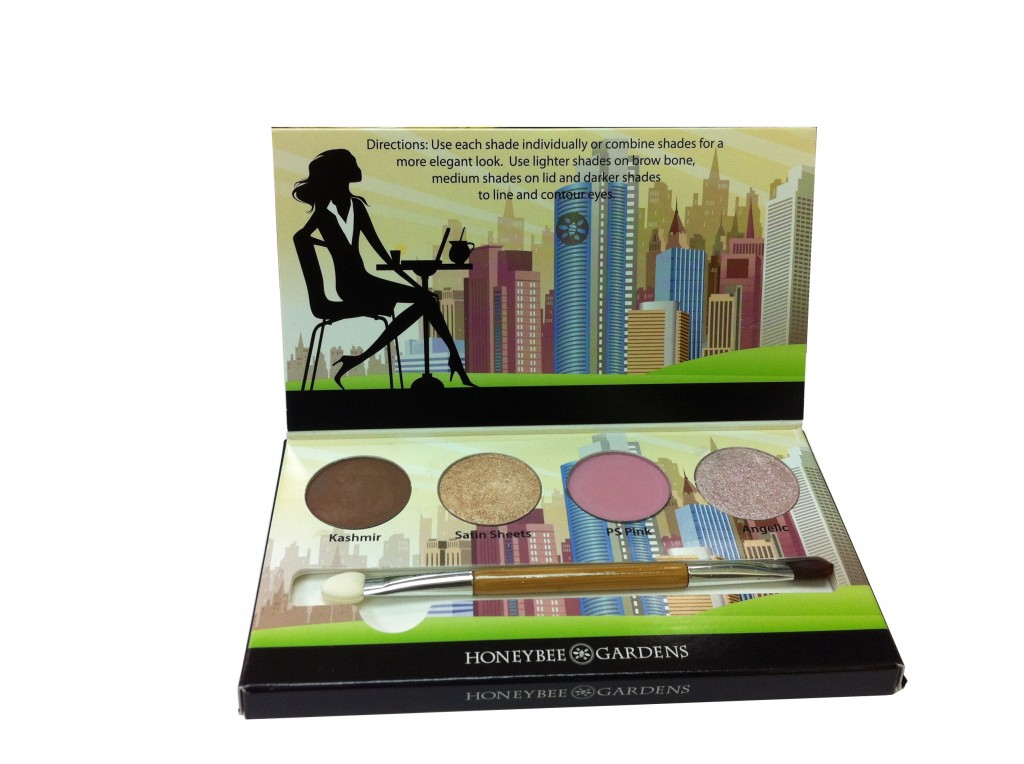 Directions: Use each shade individually or combine shades for a
more elegant look.  Use lighter shades on brow bone,
medium shades on lid and darker shades
to line and contour eyes.
Kashmir
Satin Sheets
PS Pink
Angelic
HONEYBEE GARDENS
HONEYBEE GARDENS